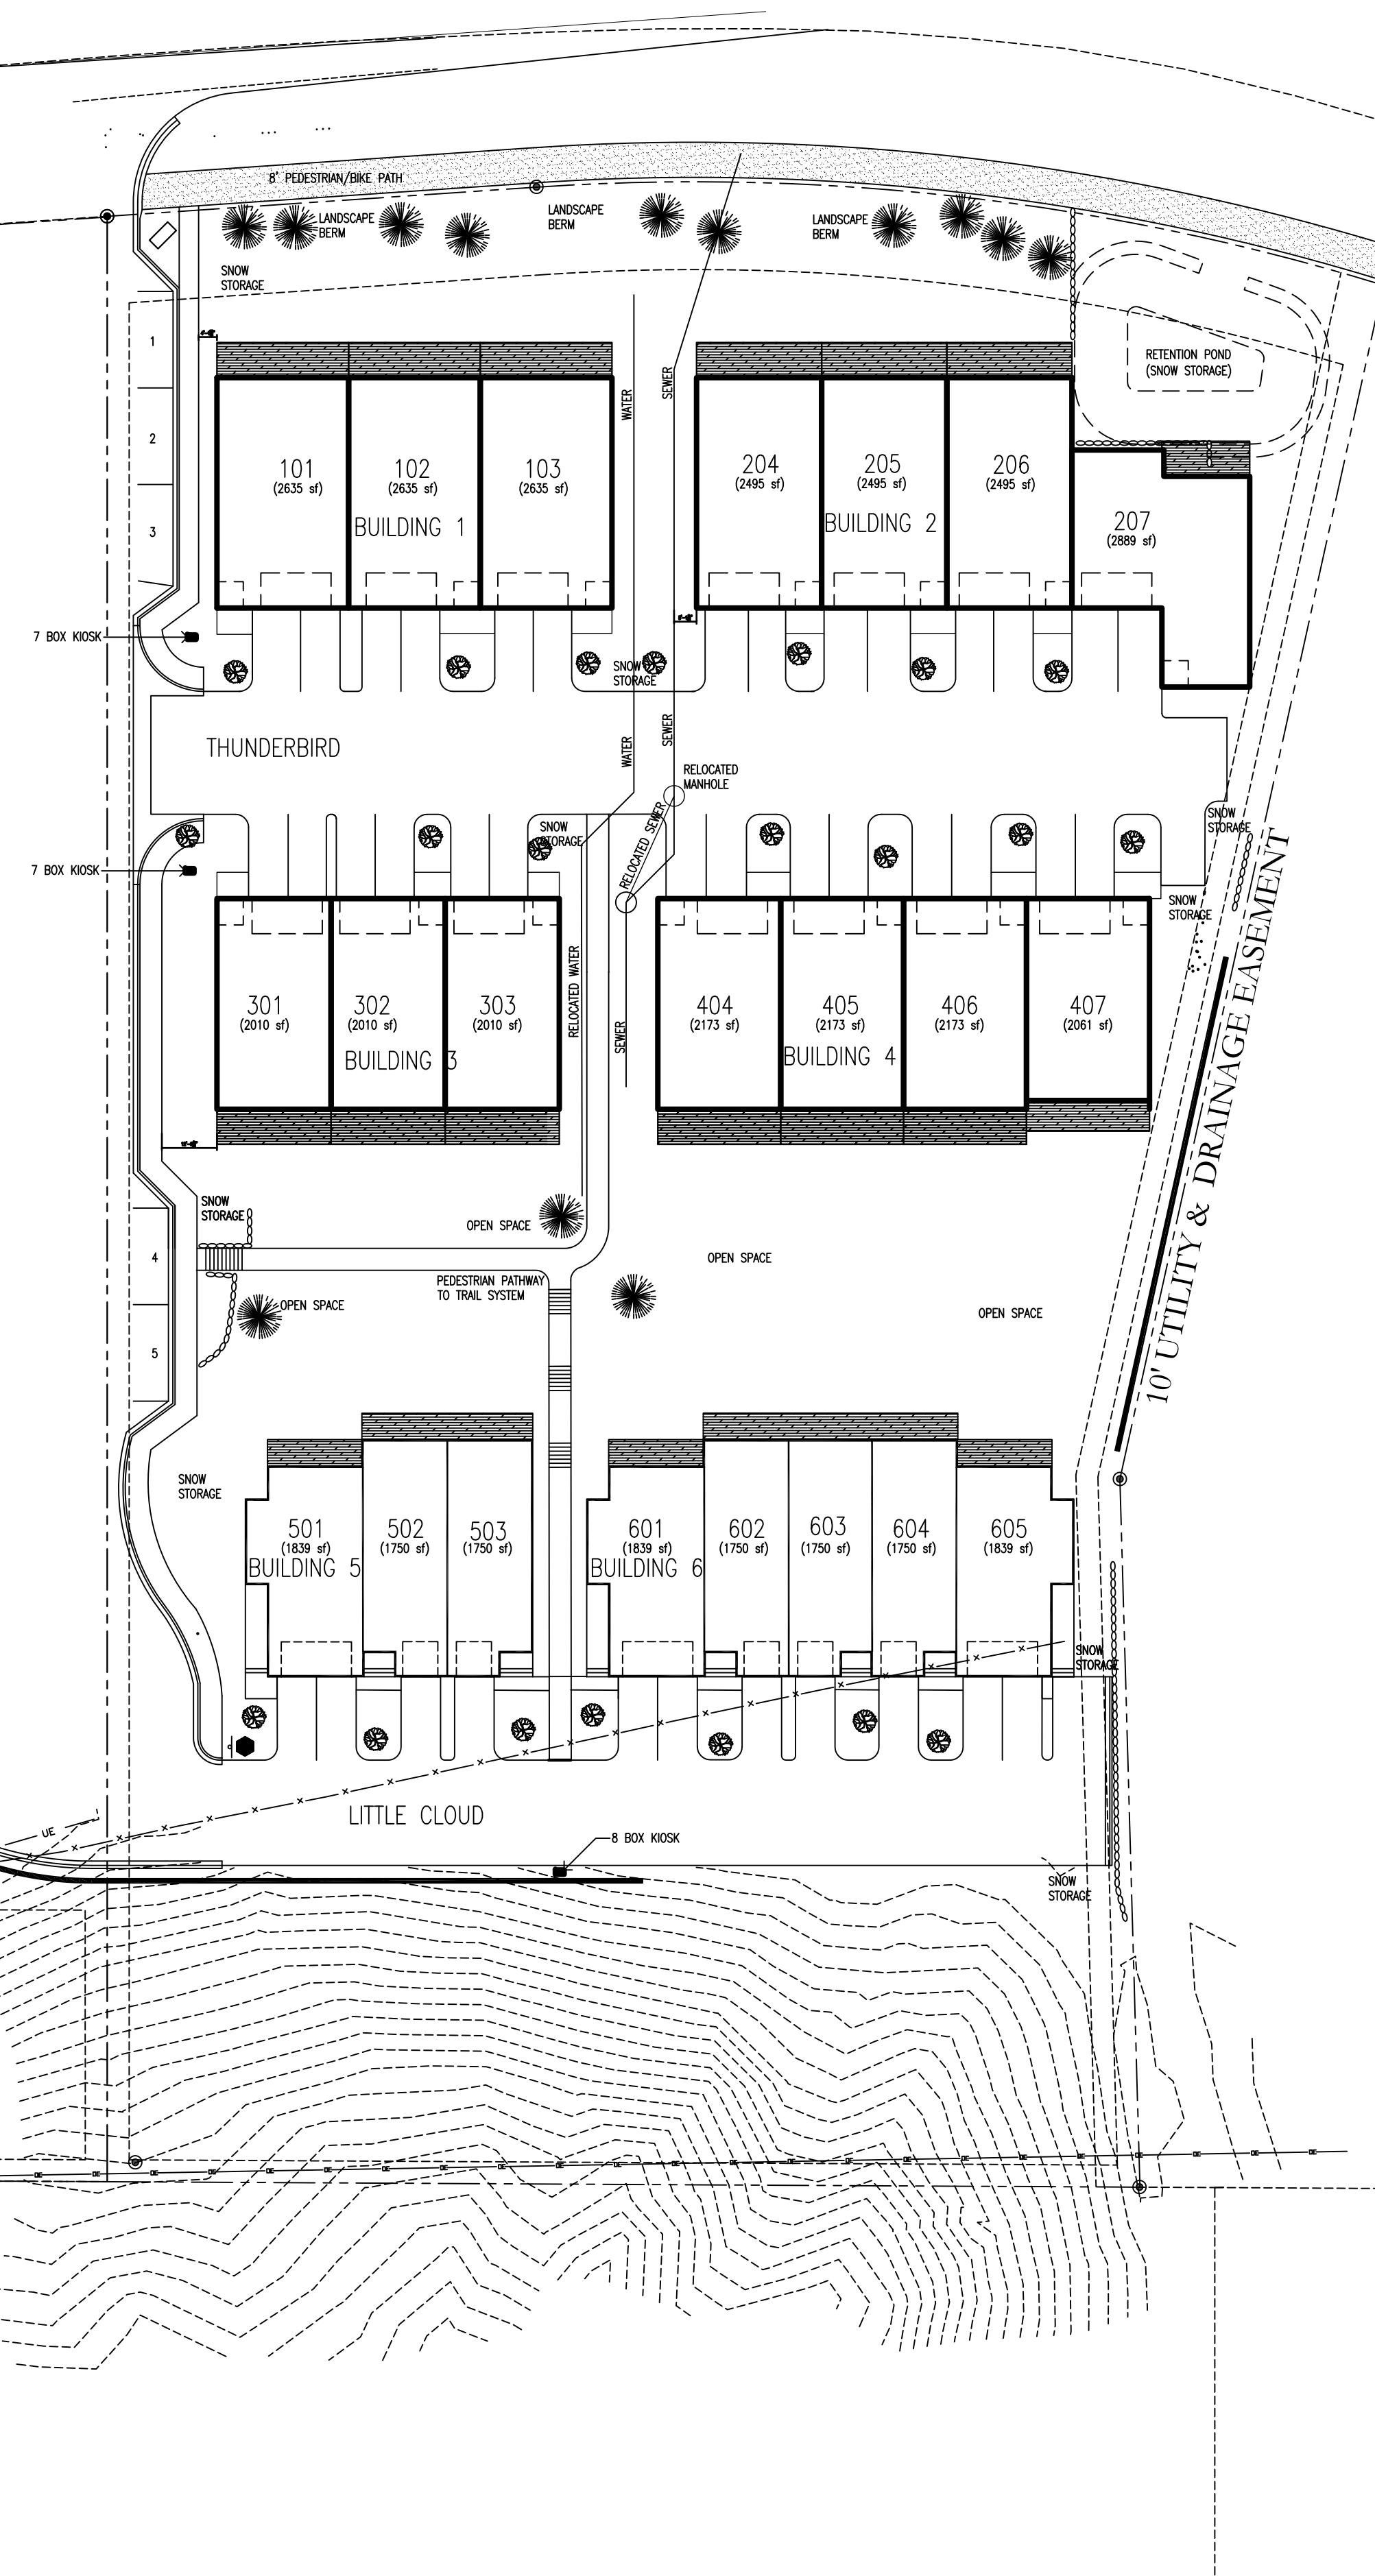 8' PEDESTRIAN/BIKE PATH
LANDSCAPE
BERM
LANDSCAPE
BERM
LANDSCAPE
BERM
SNOW
STORAGE
RETENTION POND
(SNOW STORAGE)
1
2
3
WATER
SEWER
101
(2635 sf)
102
(2635 sf)
103
(2635 sf)
BUILDING 1
204
(2495 sf)
205
(2495 sf)
206
(2495 sf)
BUILDING 2
207
(2889 sf)
7 BOX KIOSK
SNOW
STORAGE
THUNDERBIRD
WATER
SEWER
RELOCATED
MANHOLE
RELOCATED SEWER
SNOW
STORAGE
SNOW
STORAGE
7 BOX KIOSK
SNOW
STORAGE
10' UTILITY & DRAINAGE EASEMENT
301
(2010 sf)
302
(2010 sf)
303
(2010 sf)
BUILDING 3
RELOCATED WATER
SEWER
404
(2173 sf)
405
(2173 sf)
406
(2173 sf)
407
(2061 sf)
BUILDING 4
SNOW
STORAGE
OPEN SPACE
OPEN SPACE
4
PEDESTRIAN PATHWAY
TO TRAIL SYSTEM
OPEN SPACE
OPEN SPACE
5
SNOW
STORAGE
501
(1839 sf)
BUILDING 5
502
(1750 sf)
503
(1750 sf)
601
(1839 sf)
BUILDING 6
602
(1750 sf)
603
(1750 sf)
604
(1750 sf)
605
(1839 sf)
SNOW
STORAGE
LITTLE CLOUD
UE
8 BOX KIOSK
SNOW
STORAGE